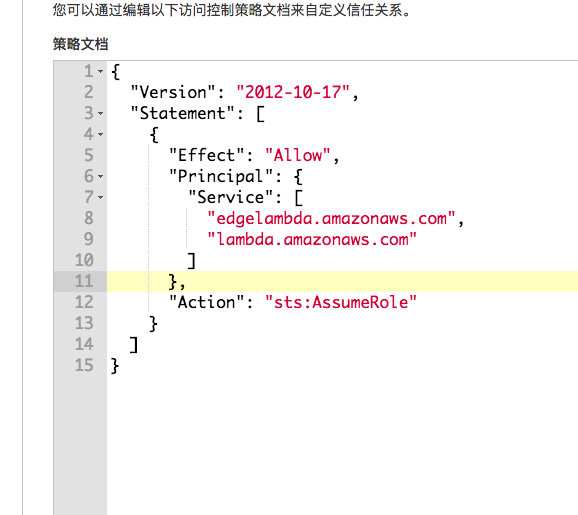 您可以通过编辑以下访问控制策略文档来自定义信任关系。
策略文档
1 {
2 "Version": "2012-10-17",
3 "Statement": [
4 {
5 "Effect": "Allow",
6 "Principal": {
7 "Service": [
8 "edgelambda.amazonaws.com",
9 "lambda.amazonaws.com"
10 ]
11 },
12 "Action": "sts:AssumeRole"
13 }
14 ]
15 }